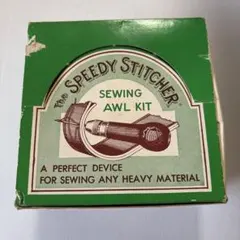 The SPEEDY STITCHER
SEWING
AWL KIT
A PERFECT DEVICE
FOR SEWING ANY HEAVY MATERIAL